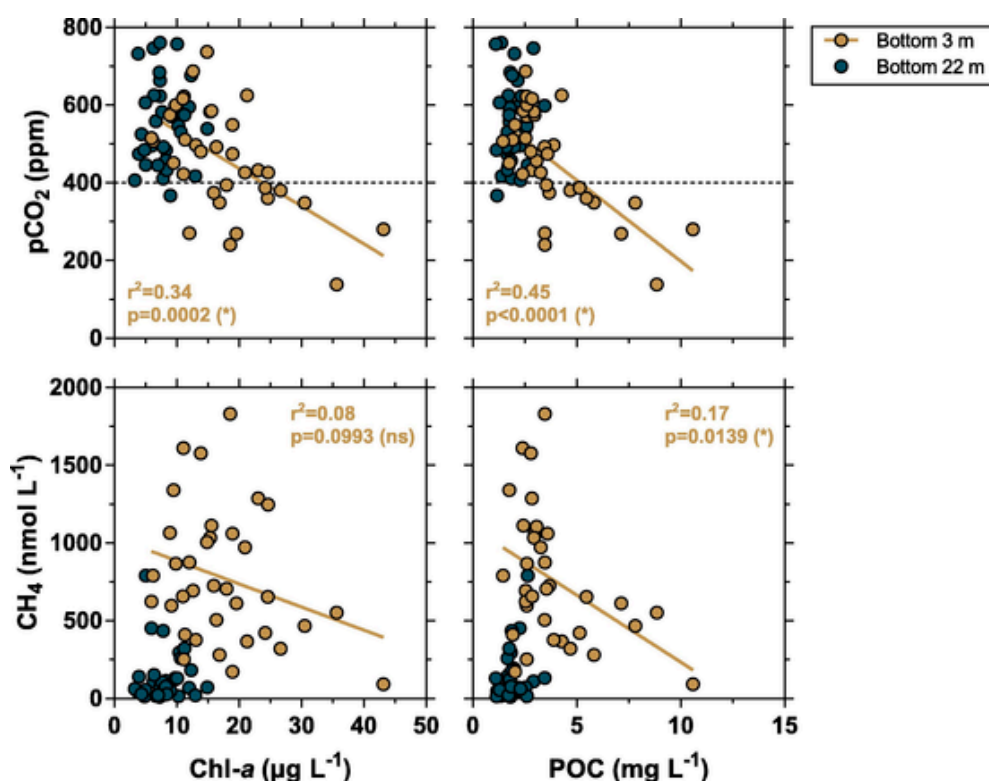 Bottom 3 m
Bottom 22 m
pCO₂ (ppm)
800
600
400
200
0
r²=0.34
p=0.0002 (*)
r²=0.45
p<0.0001 (*)
CH₄ (nmol L⁻¹)
2000
1500
1000
500
0
r²=0.08
p=0.0993 (ns)
r²=0.17
p=0.0139 (*)
0 10 20 30 40 50
0 5 10 15
Chl-a (µg L⁻¹)
POC (mg L⁻¹)